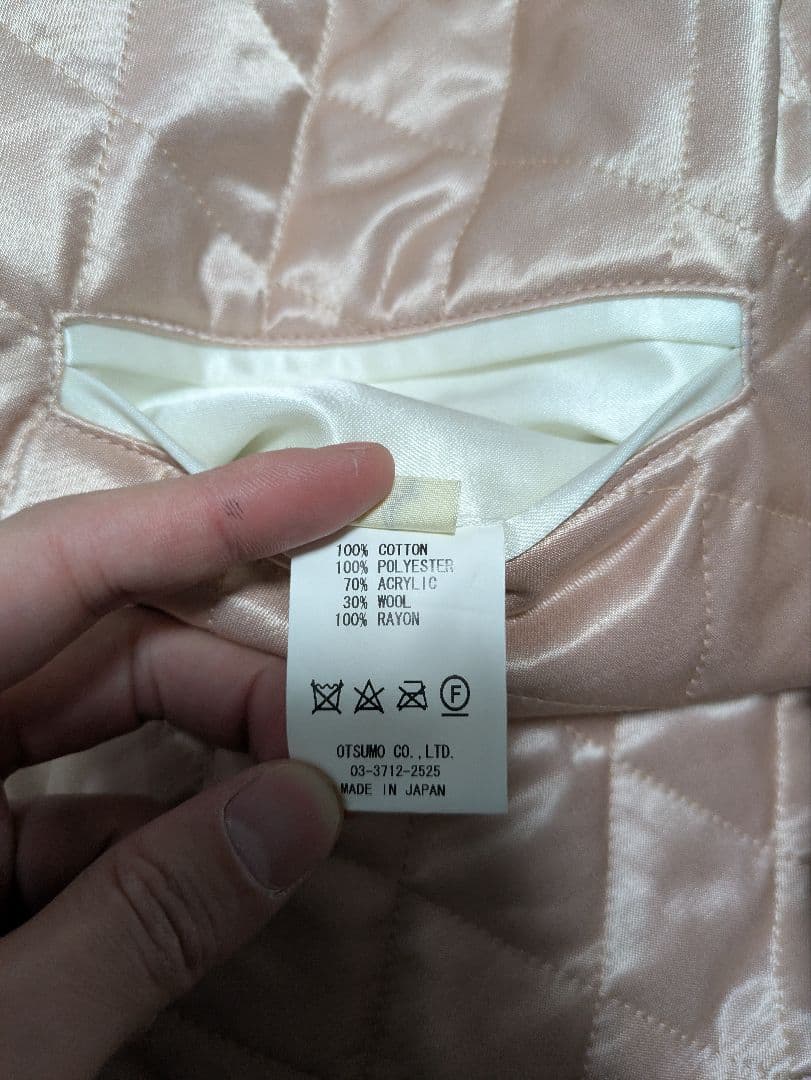 100% COTTON
100% POLYESTER
70% ACRYLIC
30% WOOL
100% RAYON
F
OTSUMO CO.,LTD.
03-3712-2525
MADE IN JAPAN